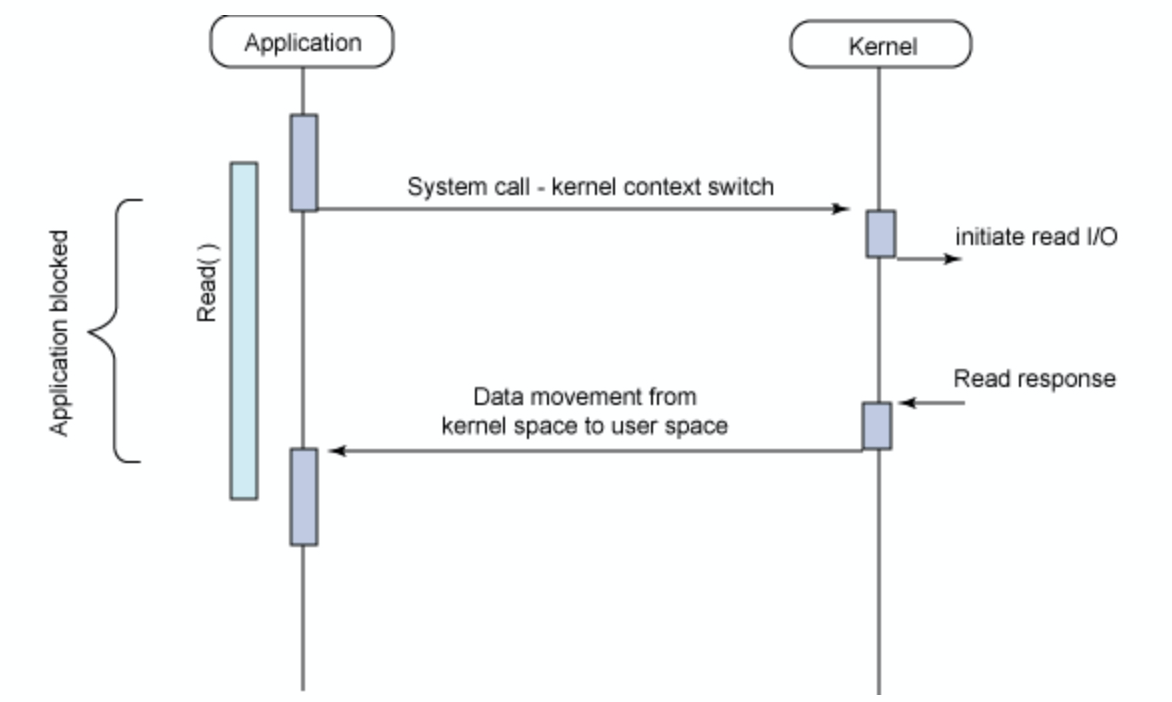 Application
Kernel
System call - kernel context switch
initiate read I/O
Application blocked
Read( )
Read response
Data movement from
kernel space to user space